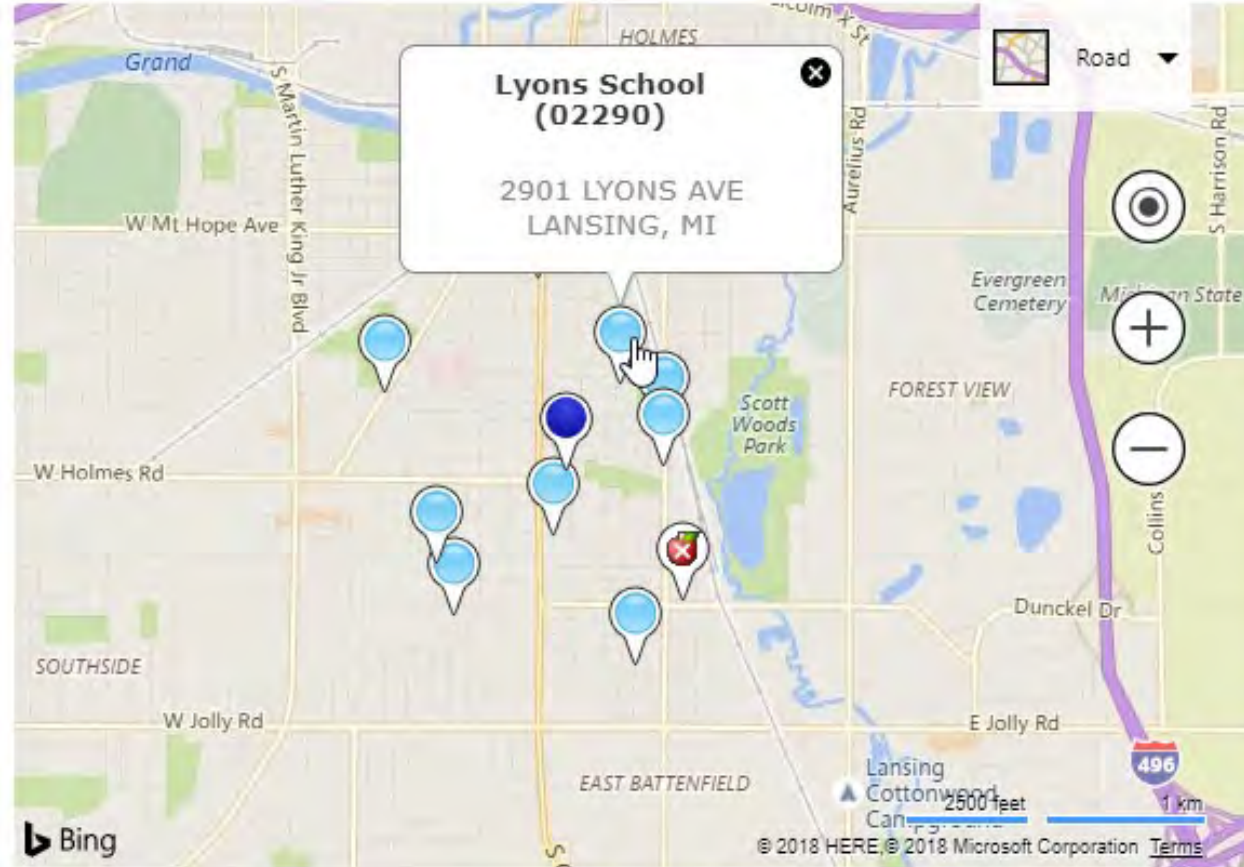 HOLMES
Grand
Lyons School
(02290)
2901 LYONS AVE
LANSING, MI
Road
S Martin Luther King Jr Blvd
Aurelius Rd
S Harrison Rd
W Mt Hope Ave
Evergreen
Cemetery
State
FOREST VIEW
Scott
Woods
Park
W Holmes Rd
Collins
Dunckel Dr
SOUTHSIDE
W Jolly Rd
E Jolly Rd
496
EAST BATTENFIELD
Lansing
Cottonwood
2500 feet
1 km
Bing
© 2018 HERE,© 2018 Microsoft Corporation Terms